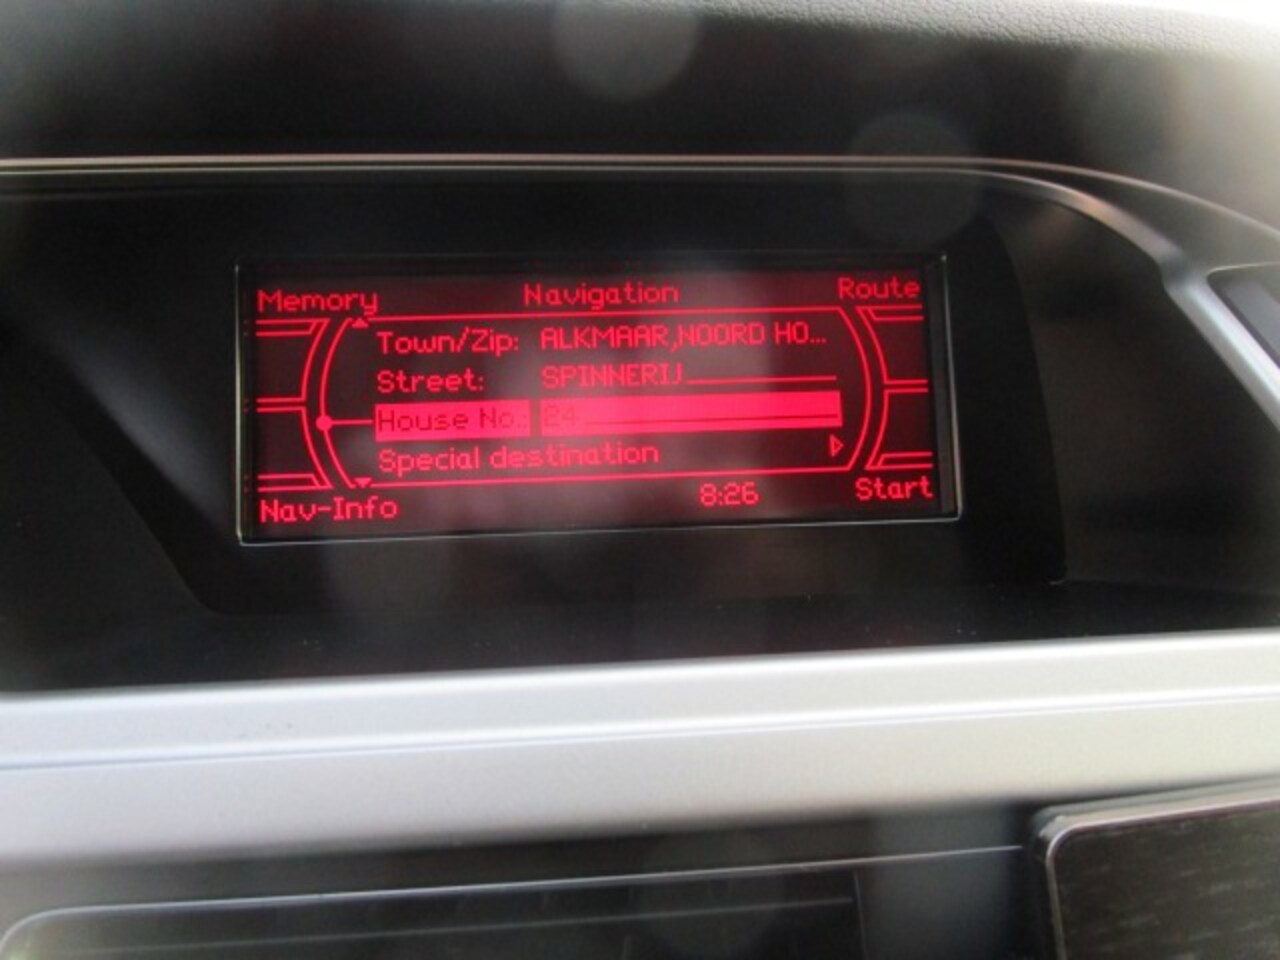 Memory Navigation Route
Town/Zip: ALKMAAR,NOORD HO...
Street: SPINNERIJ
House No.: 24
Special destination
Nav-Info 8:26 Start